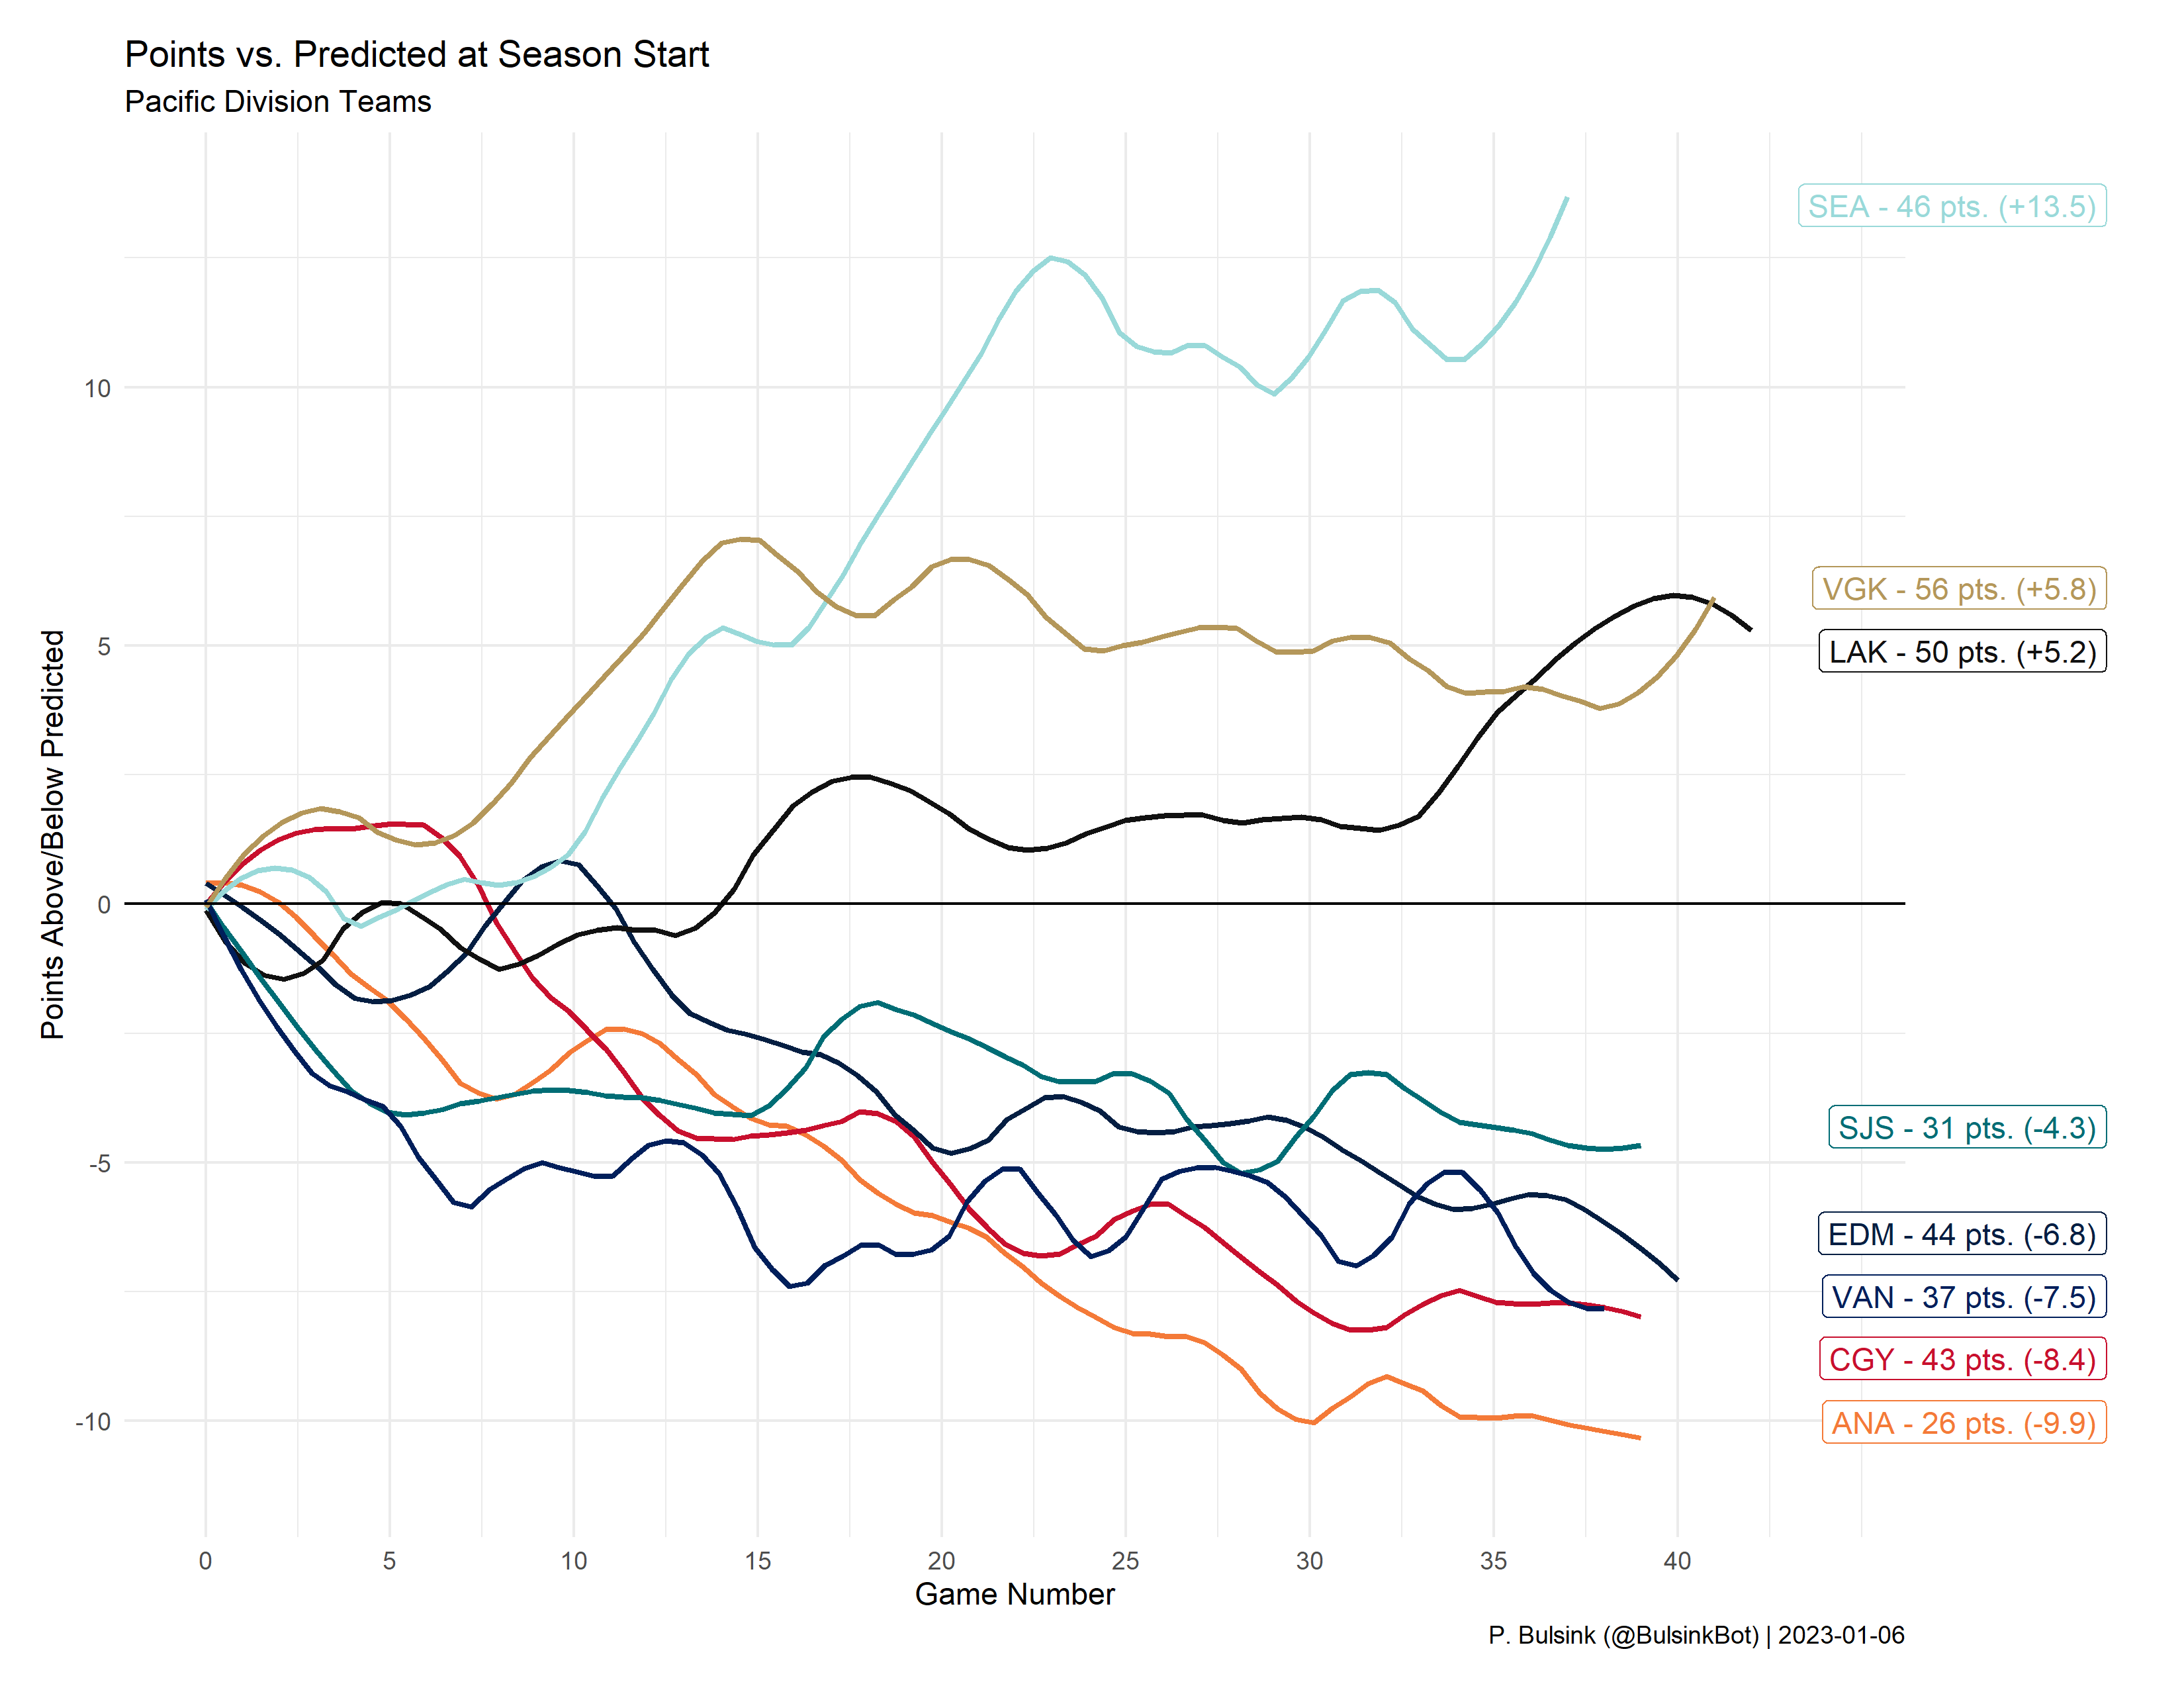 Points vs. Predicted at Season Start
Pacific Division Teams
Points Above/Below Predicted
10
5
0
-5
-10
SEA - 46 pts. (+13.5)
VGK - 56 pts. (+5.8)
LAK - 50 pts. (+5.2)
SJS - 31 pts. (-4.3)
EDM - 44 pts. (-6.8)
VAN - 37 pts. (-7.5)
CGY - 43 pts. (-8.4)
ANA - 26 pts. (-9.9)
0 5 10 15 20 25 30 35 40
Game Number
P. Bulsink (@BulsinkBot) | 2023-01-06